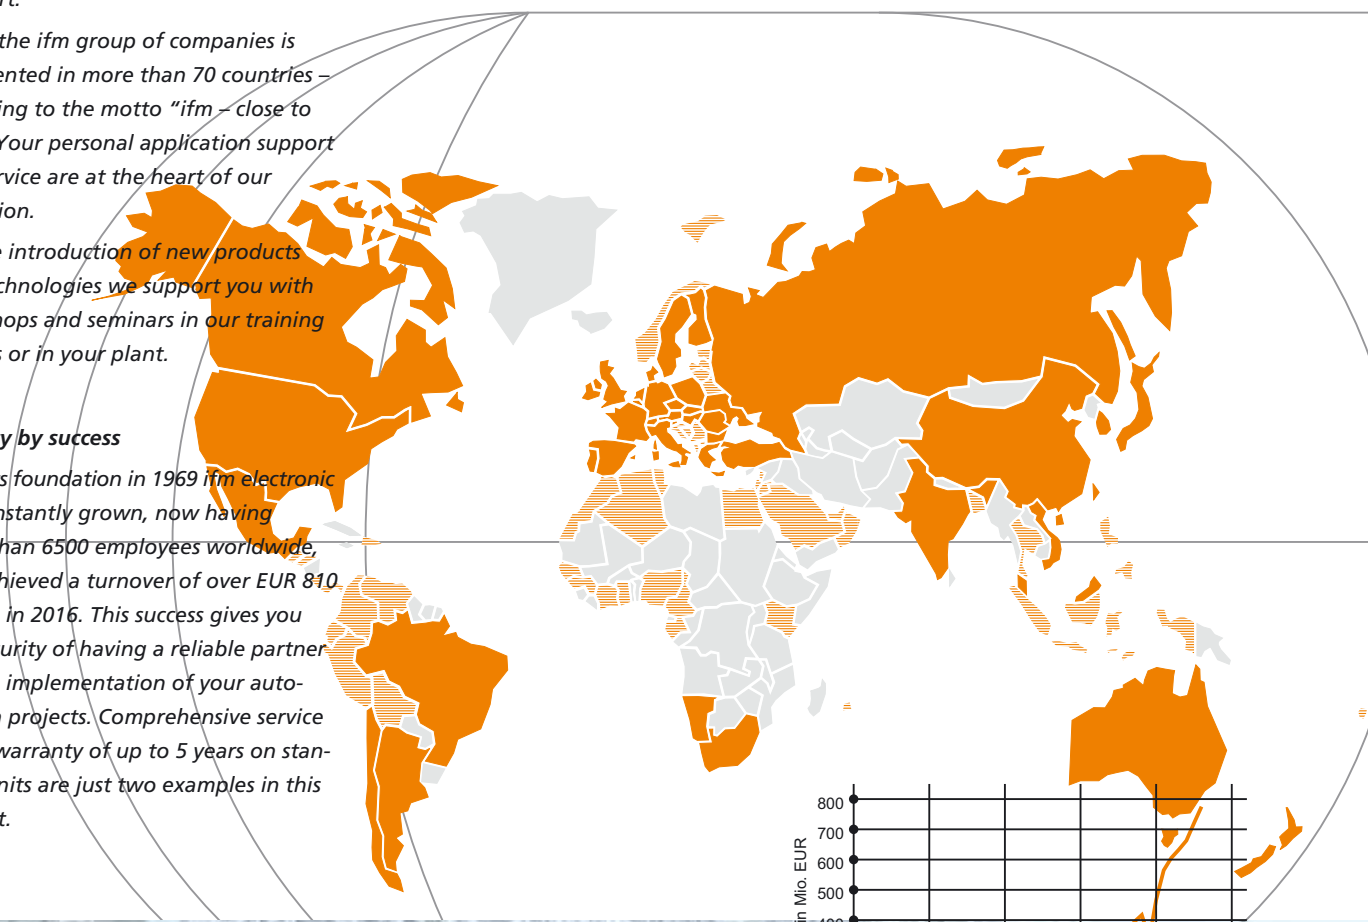 rt.
the ifm group of companies is
ented in more than 70 countries –
ing to the motto “ifm – close to
Your personal application support
rvice are at the heart of our
ion.
e introduction of new products
chnologies we support you with
hops and seminars in our training
s or in your plant.
y by success
s foundation in 1969 ifm electronic
nstantly grown, now having
han 6500 employees worldwide,
hieved a turnover of over EUR 810
in 2016. This success gives you
urity of having a reliable partner
implementation of your auto-
n projects. Comprehensive service
warranty of up to 5 years on stan-
nits are just two examples in this
t.
800
700
600
500
400
in Mio. EUR